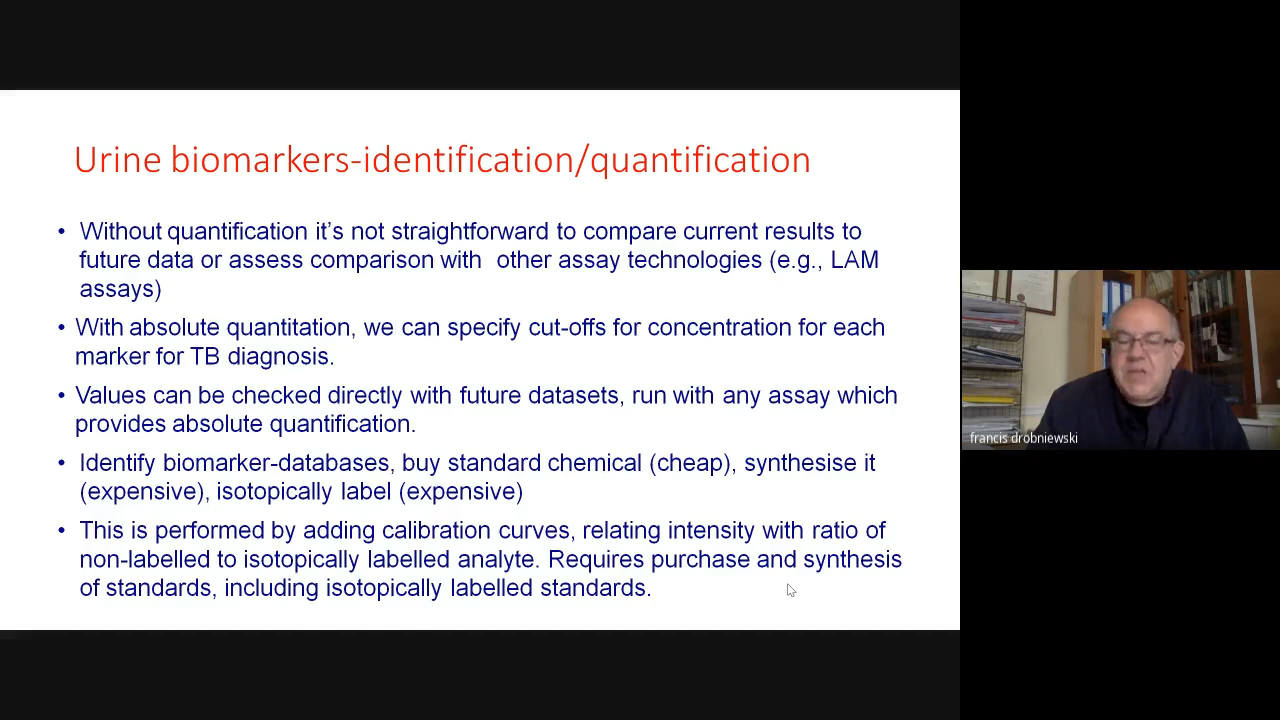 Urine biomarkers-identification/quantification
• Without quantification it’s not straightforward to compare current results to
future data or assess comparison with  other assay technologies (e.g., LAM
assays)
• With absolute quantitation, we can specify cut-offs for concentration for each
marker for TB diagnosis.
• Values can be checked directly with future datasets, run with any assay which
provides absolute quantification.
• Identify biomarker-databases, buy standard chemical (cheap), synthesise it
(expensive), isotopically label (expensive)
• This is performed by adding calibration curves, relating intensity with ratio of
non-labelled to isotopically labelled analyte. Requires purchase and synthesis
of standards, including isotopically labelled standards.
francis drobniewski